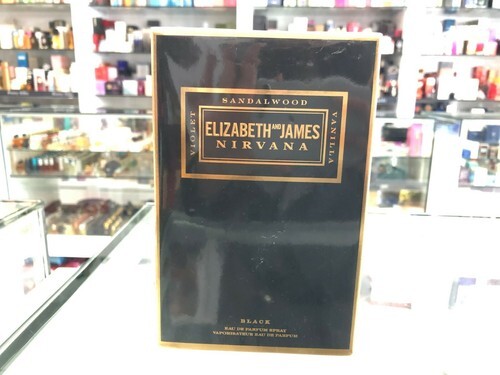 SANDALWOOD
VIOLET
ELIZABETH AND JAMES
VANILLA
NIRVANA
BLACK
EAU DE PARFUM SPRAY
VAPORISATEUR EAU DE PARFUM